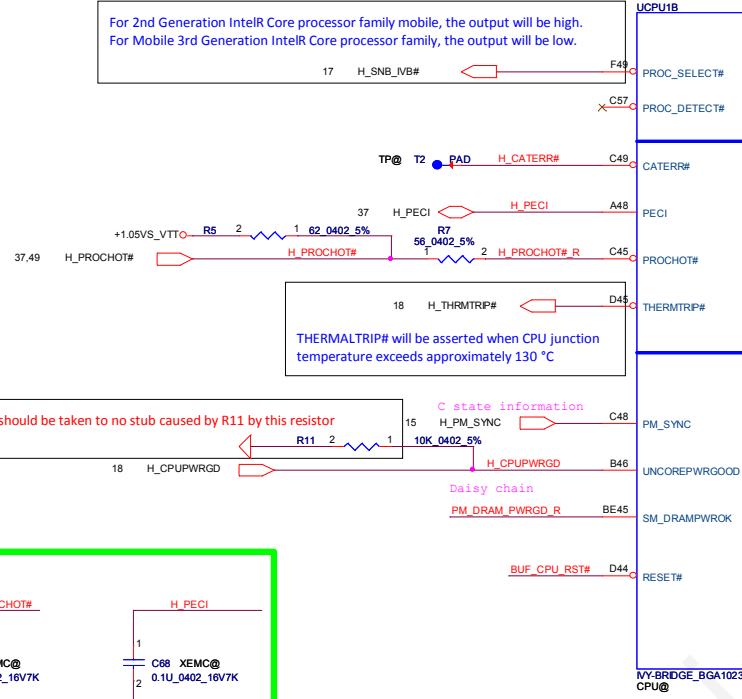 UCPU1B
For 2nd Generation IntelR Core processor family mobile, the output will be high.
For Mobile 3rd Generation IntelR Core processor family, the output will be low.
17 H_SNB_IVB# F49 PROC_SELECT#
C57 PROC_DETECT#
TP@ T2 PAD H_CATERR# C49 CATERR#
37 H_PECI H_PECI A48 PECI
+1.05VS_VTT R5 2 1 62_0402_5% R7
56_0402_5%
37,49 H_PROCHOT# H_PROCHOT# 1 2 H_PROCHOT#_R C45 PROCHOT#
18 H_THRMTRIP# D45 THERMTRIP#
THERMALTRIP# will be asserted when CPU junction
temperature exceeds approximately 130 °C
C state information
should be taken to no stub caused by R11 by this resistor
15 H_PM_SYNC C48 PM_SYNC
R11 2 1 10K_0402_5%
18 H_CPUPWRGD H_CPUPWRGD B46 UNCOREPWRGOOD
Daisy chain
PM_DRAM_PWRGD_R BE45 SM_DRAMPWROK
BUF_CPU_RST# D44 RESET#
CHOT# H_PECI
1
MC@ C68 XEMC@
2_16V7K 0.1U_0402_16V7K
2
IVY-BRIDGE_BGA1023
CPU@